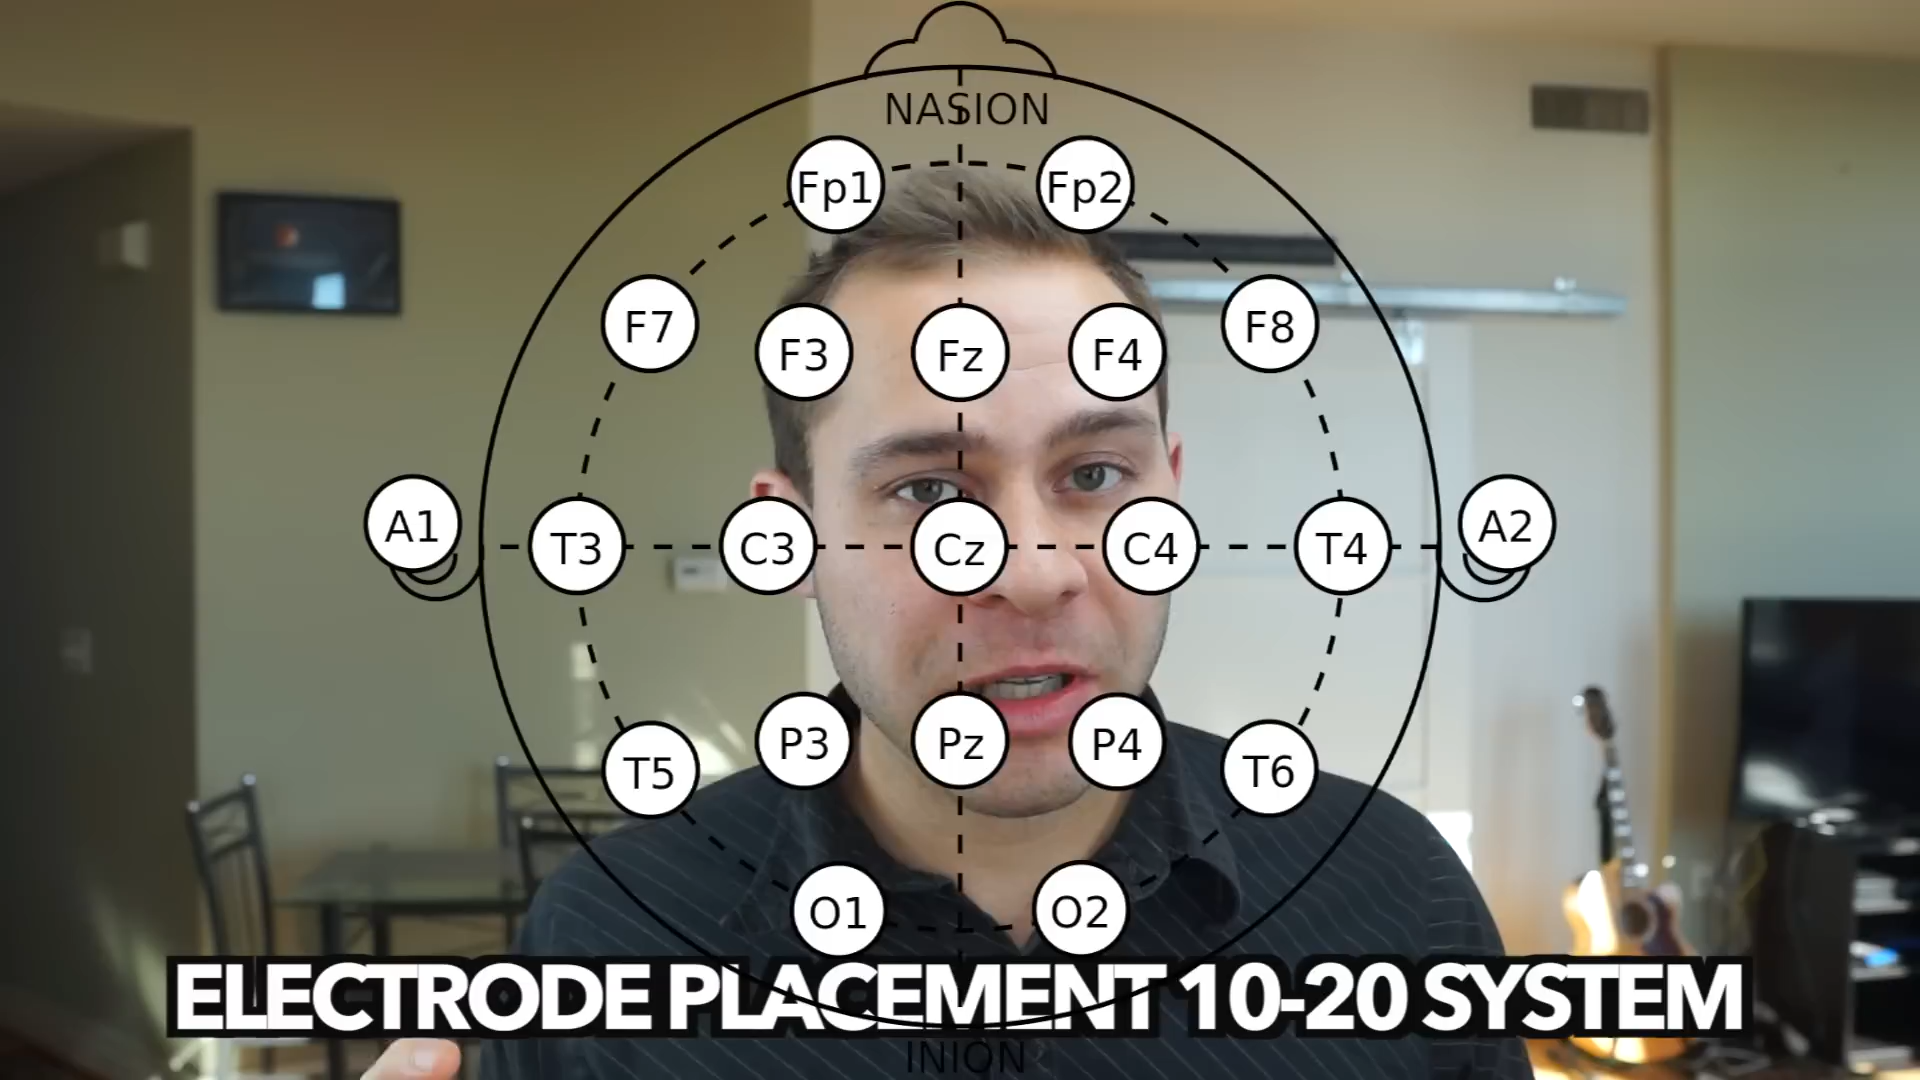 NASION
Fp1 Fp2
F7 F3 Fz F4 F8
A1 T3 C3 Cz C4 T4 A2
T5 P3 Pz P4 T6
O1 O2
ELECTRODE PLACEMENT 10-20 SYSTEM
INION